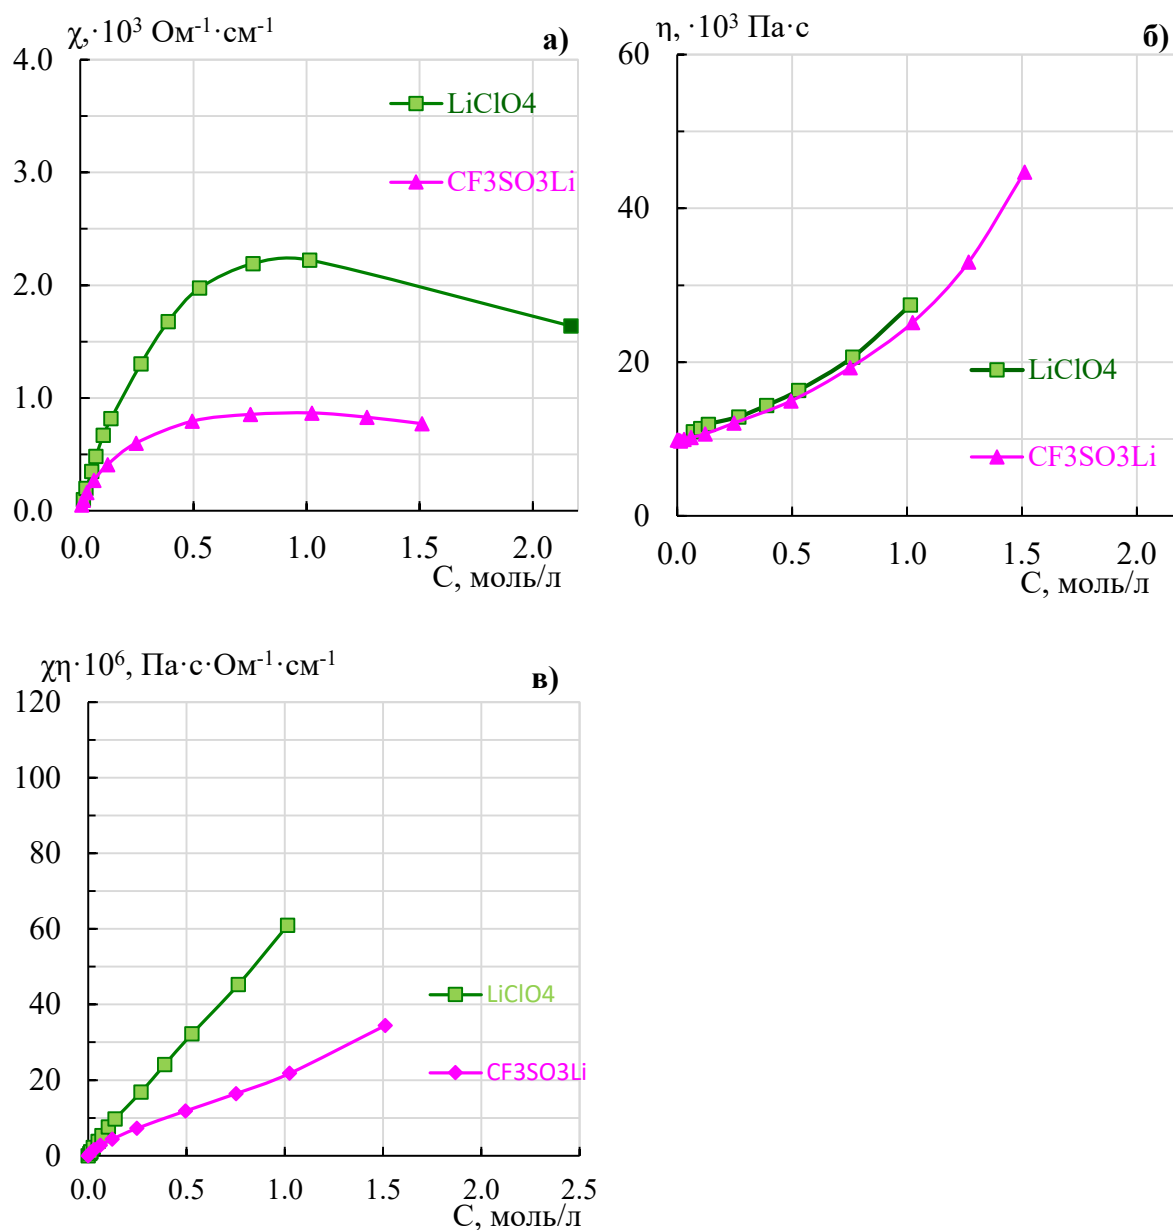 χ,·10³ Ом⁻¹·см⁻¹
а)
4.0
3.0
2.0
1.0
0.0
LiClO4
CF3SO3Li
0.0 0.5 1.0 1.5 2.0
С, моль/л
η, ·10³ Па·с
б)
60
40
20
0
LiClO4
CF3SO3Li
0.0 0.5 1.0 1.5 2.0
С, моль/л
χη·10⁶, Па·с·Ом⁻¹·см⁻¹
в)
120
100
80
60
40
20
0
LiClO4
CF3SO3Li
0.0 0.5 1.0 1.5 2.0 2.5
С, моль/л